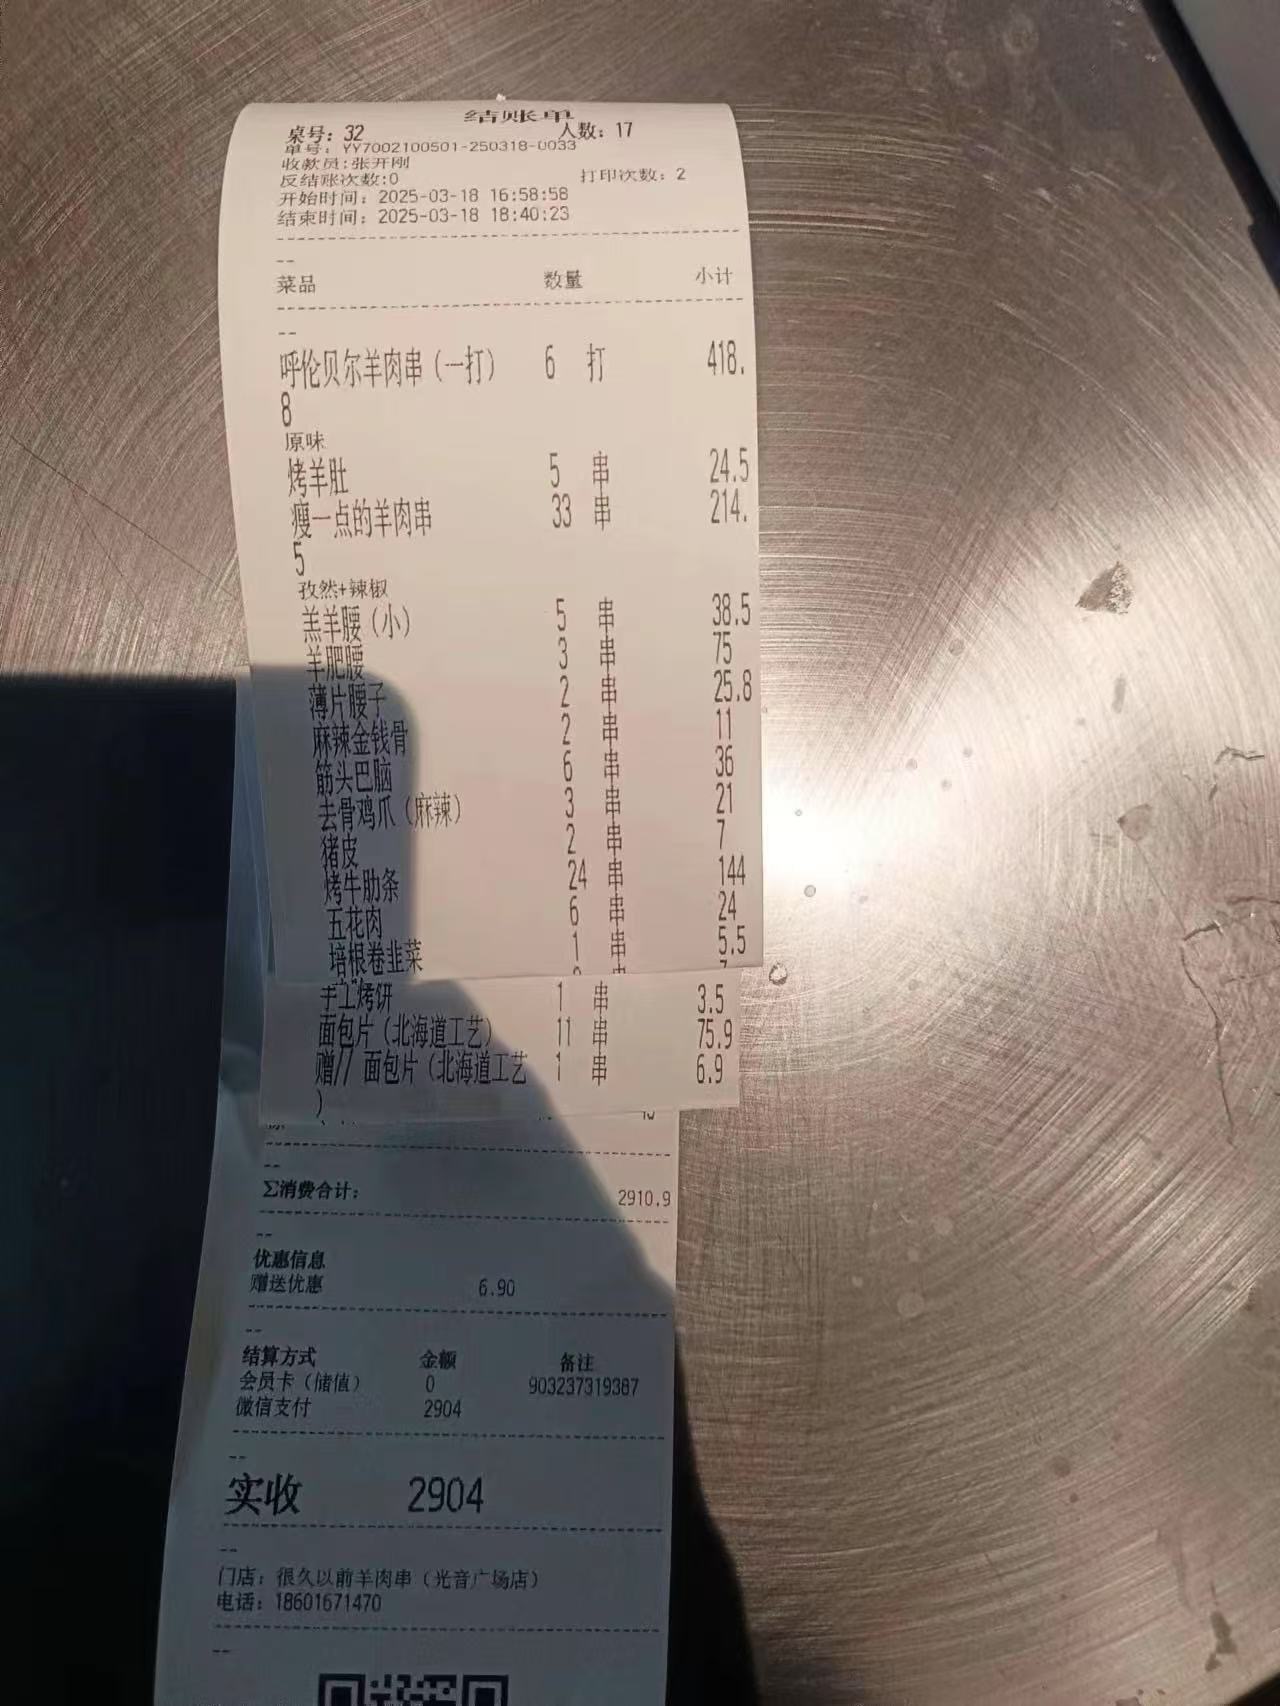 结账单
桌号: 32 人数: 17
单号: YY7002100501-250318-0033
收款员:张开刚
反结账次数:0 打印次数: 2
开始时间: 2025-03-18 16:58:58
结束时间: 2025-03-18 18:40:23
--
菜品 数量 小计
--
呼伦贝尔羊肉串(一打) 6 打 418.
8
原味
烤羊肚 5 串 24.5
瘦一点的羊肉串 33 串 214.
5
孜然+辣椒
羔羊腰(小) 5 串 38.5
羊肥腰 3 串 75
薄片腰子 2 串 25.8
麻辣金钱骨 2 串 11
筋头巴脑 6 串 36
去骨鸡爪(麻辣) 3 串 21
猪皮 2 串 7
烤牛肋条 24 串 144
五花肉 6 串 24
培根卷韭菜 1 串 5.5
手工烤饼 1 串 3.5
面包片(北海道工艺) 11 串 75.9
赠// 面包片(北海道工艺 1 串 6.9
)
--
Σ消费合计: 2910.9
--
优惠信息
赠送优惠 6.90
--
结算方式 金额 备注
会员卡(储值) 0 903237319387
微信支付 2904
--
实收 2904
--
门店: 很久以前羊肉串(光音广场店)
电话: 18601671470
--